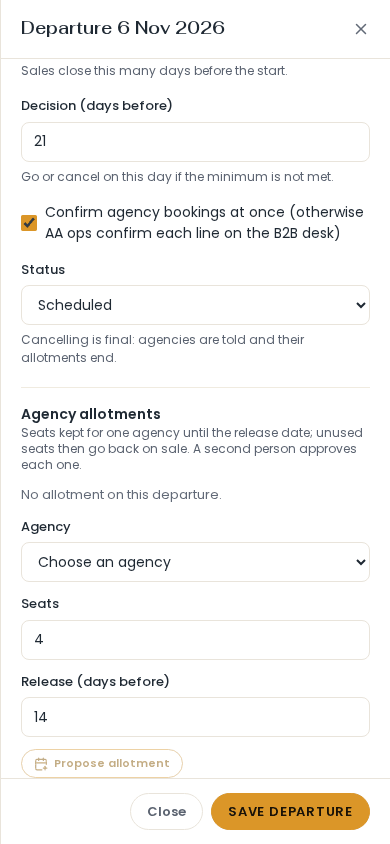 Departure 6 Nov 2026
Sales close this many days before the start.
Decision (days before)
21
Go or cancel on this day if the minimum is not met.
Confirm agency bookings at once (otherwise
AA ops confirm each line on the B2B desk)
Status
Scheduled
Cancelling is final: agencies are told and their
allotments end.
Agency allotments
Seats kept for one agency until the release date; unused
seats then go back on sale. A second person approves
each one.
No allotment on this departure.
Agency
Choose an agency
Seats
4
Release (days before)
14
Propose allotment
Close
SAVE DEPARTURE